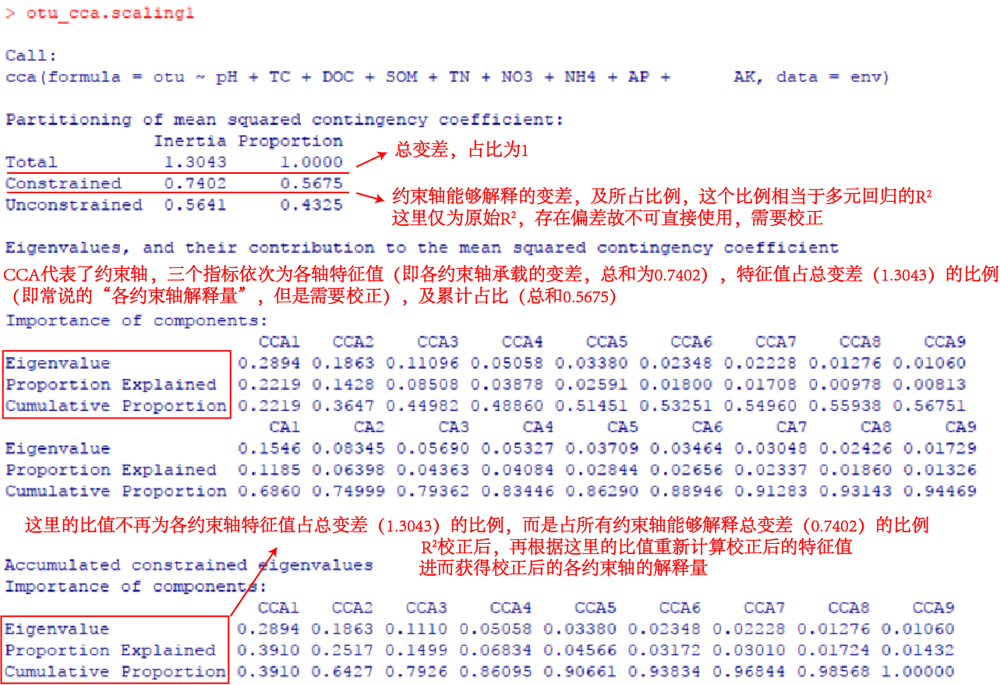 > otu_cca.scaling1
Call:
cca(formula = otu ~ pH + TC + DOC + SOM + TN + NO3 + NH4 + AP + AK, data = env)
Partitioning of mean squared contingency coefficient:
Inertia Proportion
Total 1.3043 1.0000
总变差，占比为1
Constrained 0.7402 0.5675
Unconstrained 0.5641 0.4325
约束轴能够解释的变差，及所占比例，这个比例相当于多元回归的R²
这里仅为原始R²，存在偏差故不可直接使用，需要校正
Eigenvalues, and their contribution to the mean squared contingency coefficient
CCA代表了约束轴，三个指标依次为各轴特征值（即各约束轴承载的变差，总和为0.7402），特征值占总变差（1.3043）的比例
（即常说的“各约束轴解释量”，但是需要校正），及累计占比（总和0.5675）
Importance of components:
CCA1 CCA2 CCA3 CCA4 CCA5 CCA6 CCA7 CCA8 CCA9
Eigenvalue 0.2894 0.1863 0.11096 0.05058 0.03380 0.02348 0.02228 0.01276 0.01060
Proportion Explained 0.2219 0.1428 0.08508 0.03878 0.02591 0.01800 0.01708 0.00978 0.00813
Cumulative Proportion 0.2219 0.3647 0.44982 0.48860 0.51451 0.53251 0.54960 0.55938 0.56751
CA1 CA2 CA3 CA4 CA5 CA6 CA7 CA8 CA9
Eigenvalue 0.1546 0.08345 0.05690 0.05327 0.03709 0.03464 0.03048 0.02426 0.01729
Proportion Explained 0.1185 0.06398 0.04363 0.04084 0.02844 0.02656 0.02337 0.01860 0.01326
Cumulative Proportion 0.6860 0.74999 0.79362 0.83446 0.86290 0.88946 0.91283 0.93143 0.94469
这里的比值不再为各约束轴特征值占总变差（1.3043）的比例，而是占所有约束轴能够解释总变差（0.7402）的比例
R²校正后，再根据这里的比值重新计算校正后的特征值
进而获得校正后的各约束轴的解释量
Accumulated constrained eigenvalues
Importance of components:
CCA1 CCA2 CCA3 CCA4 CCA5 CCA6 CCA7 CCA8 CCA9
Eigenvalue 0.2894 0.1863 0.1110 0.05058 0.03380 0.02348 0.02228 0.01276 0.01060
Proportion Explained 0.3910 0.2517 0.1499 0.06834 0.04566 0.03172 0.03010 0.01724 0.01432
Cumulative Proportion 0.3910 0.6427 0.7926 0.86095 0.90661 0.93834 0.96844 0.98568 1.00000